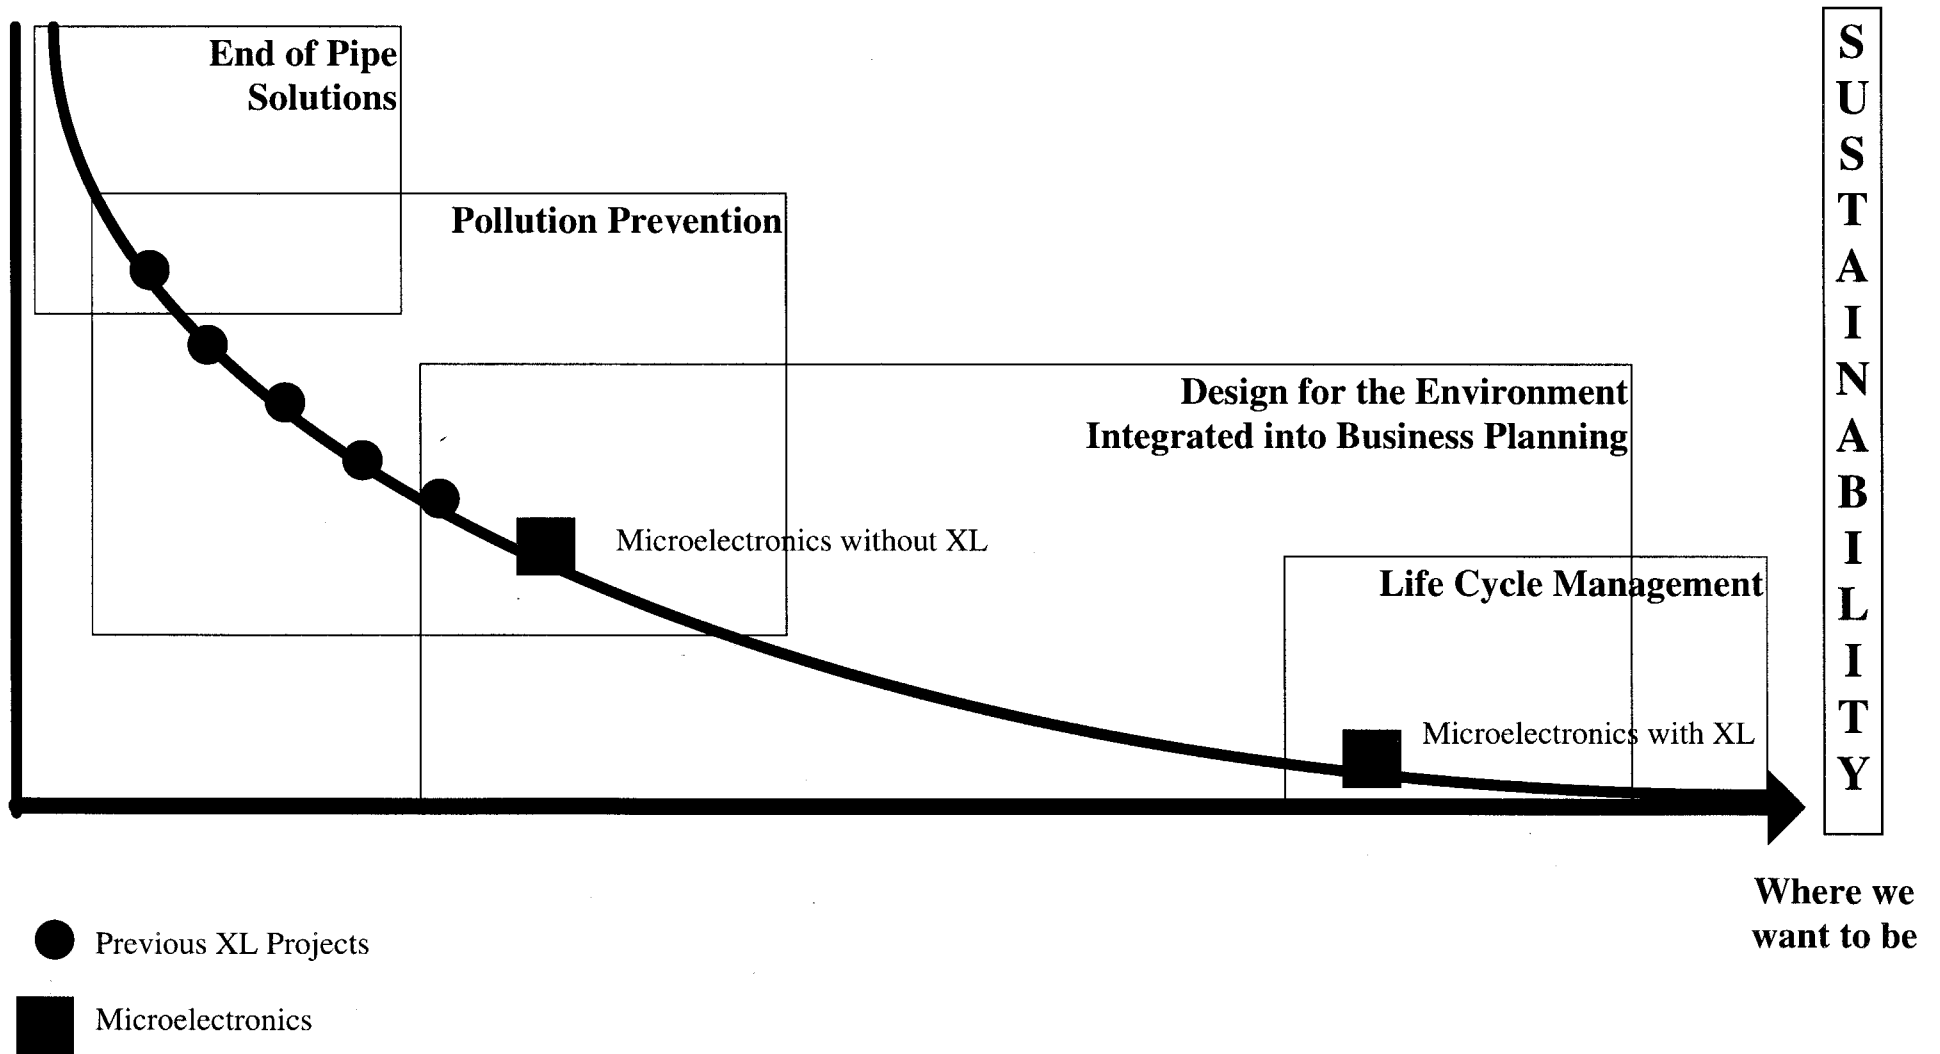 End of Pipe
Solutions
Pollution Prevention
Design for the Environment
Integrated into Business Planning
Microelectronics without XL
Life Cycle Management
Microelectronics with XL
SUSTAINABILITY
Where we
want to be
Previous XL Projects
Microelectronics